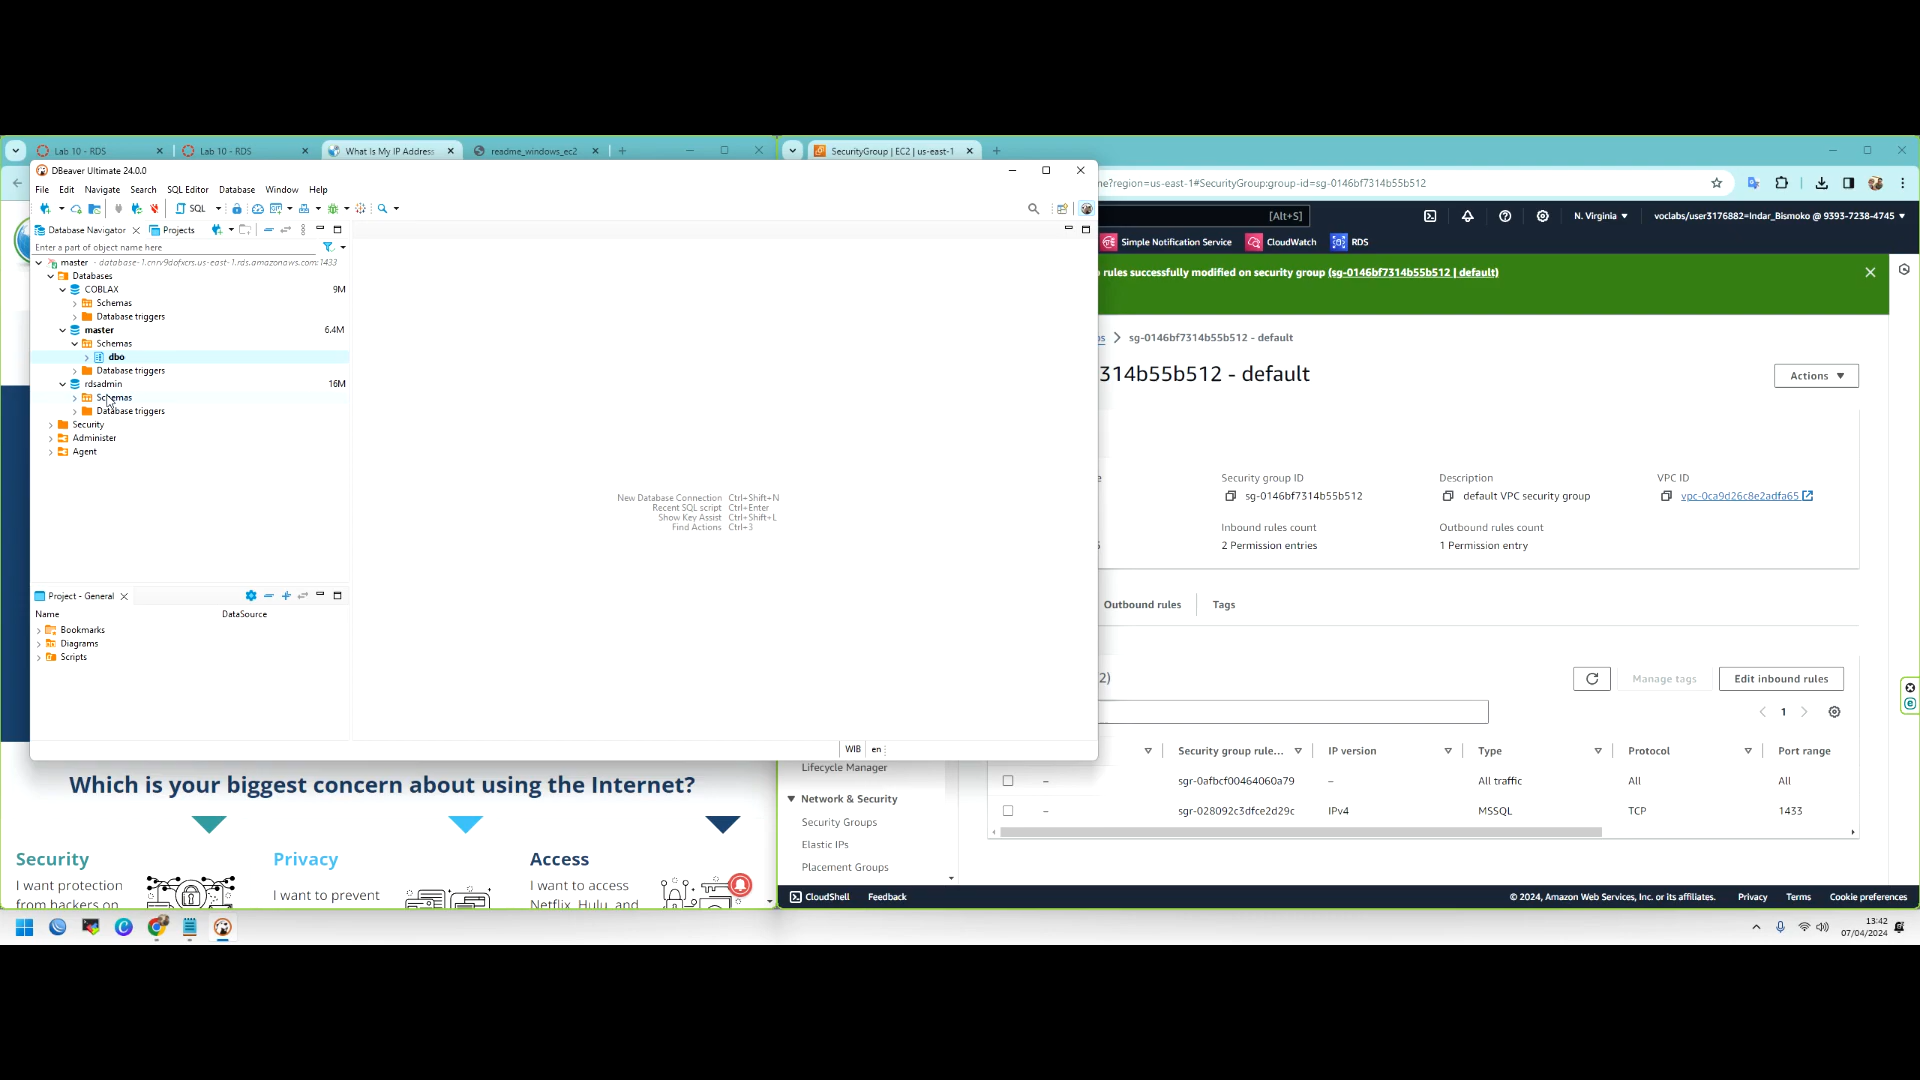 Lab 10 - RDS
Lab 10 - RDS
What Is My IP Address
readme_windows_ec2
SecurityGroup | EC2 | us-east-1
DBeaver Ultimate 24.0.0
File Edit Navigate Search SQL Editor Database Window Help
SQL
Database Navigator Projects
Enter a part of object name here
master - database-1.cnrv9dofxcrs.us-east-1.rds.amazonaws.com:1433
Databases
COBLAX 9M
Schemas
Database triggers
master 6.4M
Schemas
dbo
Database triggers
rdsadmin 16M
Schemas
Database triggers
Security
Administer
Agent
New Database Connection Ctrl+Shift+N
Recent SQL script Ctrl+Enter
Show Key Assist Ctrl+Shift+L
Find Actions Ctrl+3
Project - General
Name DataSource
Bookmarks
Diagrams
Scripts
WIB en
ne?region=us-east-1#SecurityGroup:group-id=sg-0146bf7314b55b512
[Alt+S]
N. Virginia
voclabs/user3176882=Indar_Bismoko @ 9393-7238-4745
Simple Notification Service CloudWatch RDS
rules successfully modified on security group (sg-0146bf7314b55b512 | default)
sg-0146bf7314b55b512 - default
314b55b512 - default
Actions
Security group ID
sg-0146bf7314b55b512
Description
default VPC security group
VPC ID
vpc-0ca9d26c8e2adfa65
Inbound rules count
2 Permission entries
Outbound rules count
1 Permission entry
Outbound rules Tags
2)
Manage tags
Edit inbound rules
1
Security group rule... IP version Type Protocol Port range
– sgr-0afbcf00464060a79 – All traffic All All
– sgr-028092c3dfce2d29c IPv4 MSSQL TCP 1433
Lifecycle Manager
Network & Security
Security Groups
Elastic IPs
Placement Groups
CloudShell Feedback
© 2024, Amazon Web Services, Inc. or its affiliates. Privacy Terms Cookie preferences
Which is your biggest concern about using the Internet?
Security
I want protection
from hackers on
Privacy
I want to prevent
Access
I want to access
Netflix, Hulu, and
13:42
07/04/2024